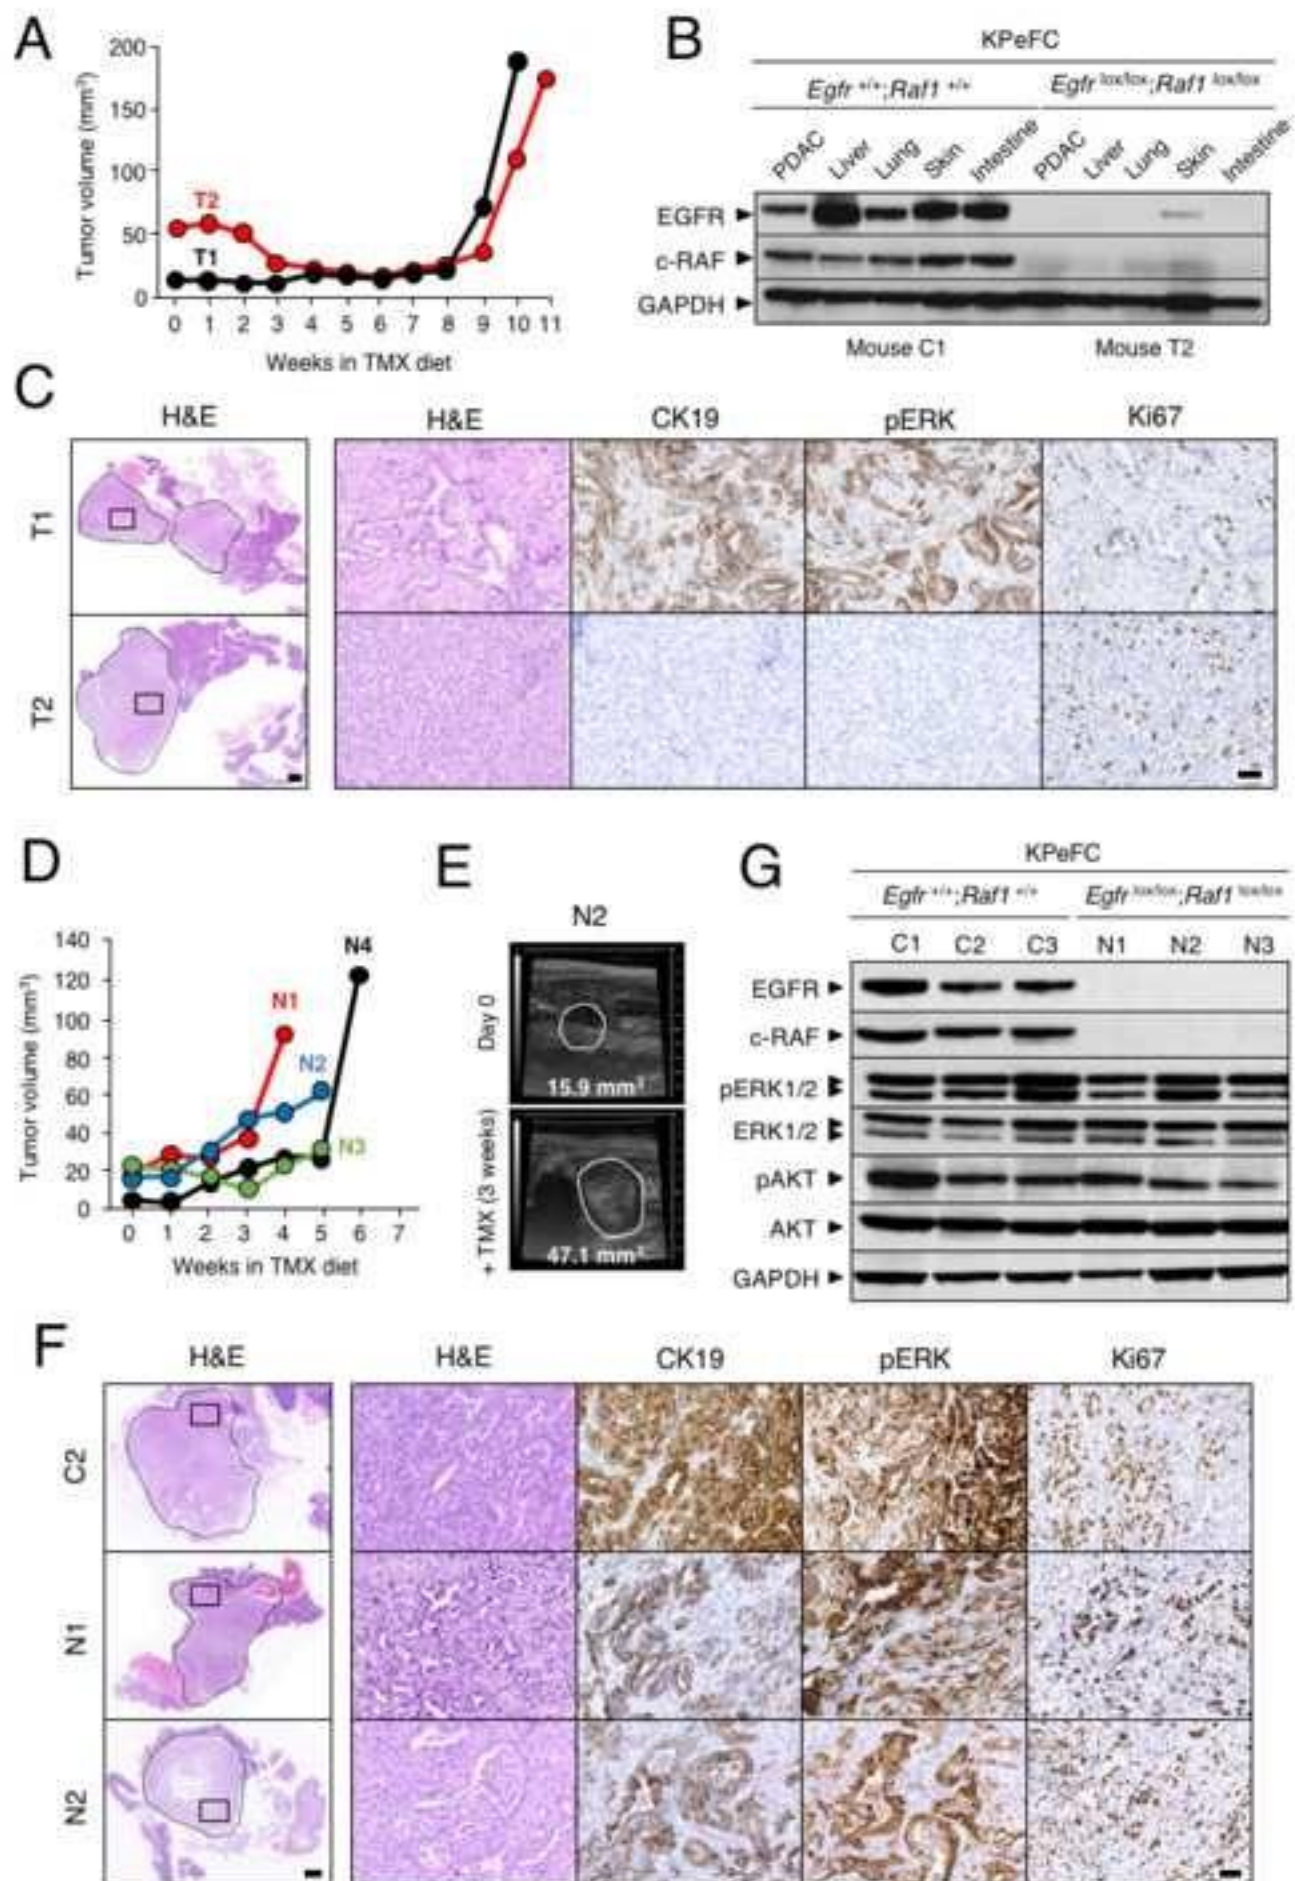 A
Tumor volume (mm³)
200
150
100
50
0
T2
T1
0 1 2 3 4 5 6 7 8 9 10 11
Weeks in TMX diet
B
KPeFC
Egfr +/+;Raf1 +/+ Egfr lox/lox;Raf1 lox/lox
PDAC Liver Lung Skin Intestine PDAC Liver Lung Skin Intestine
EGFR
c-RAF
GAPDH
Mouse C1 Mouse T2
C
H&E H&E CK19 pERK Ki67
T1
T2
D
Tumor volume (mm³)
140
120
100
80
60
40
20
0
N4
N1
N2
N3
0 1 2 3 4 5 6 7
Weeks in TMX diet
E
N2
Day 0
15.9 mm³
+ TMX (3 weeks)
47.1 mm³
G
KPeFC
Egfr +/+;Raf1 +/+ Egfr lox/lox;Raf1 lox/lox
C1 C2 C3 N1 N2 N3
EGFR
c-RAF
pERK1/2
ERK1/2
pAKT
AKT
GAPDH
F
H&E H&E CK19 pERK Ki67
C2
N1
N2